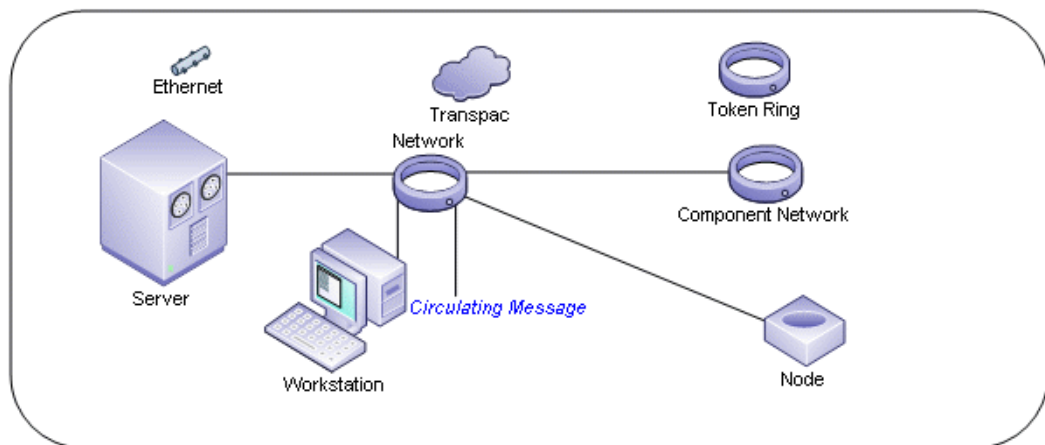 Ethernet
Transpac
Token Ring
Network
Component Network
Server
Circulating Message
Workstation
Node